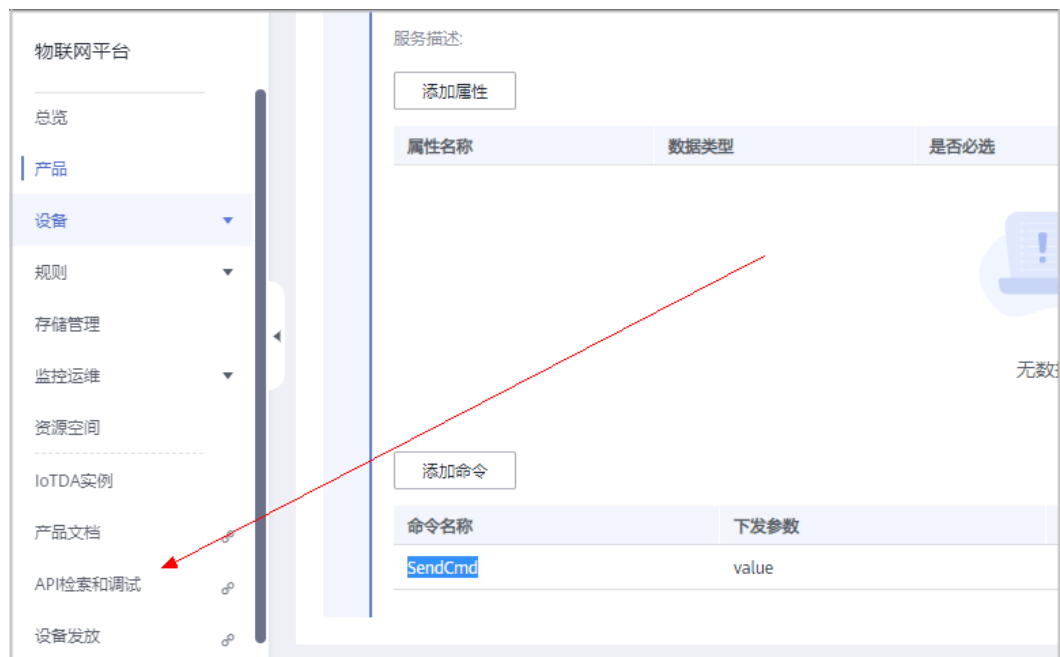 物联网平台
总览
产品
设备
规则
存储管理
监控运维
资源空间
IoTDA实例
产品文档
API检索和调试
设备发放
服务描述:
添加属性
属性名称 数据类型 是否必选
无数
添加命令
命令名称 下发参数
SendCmd value